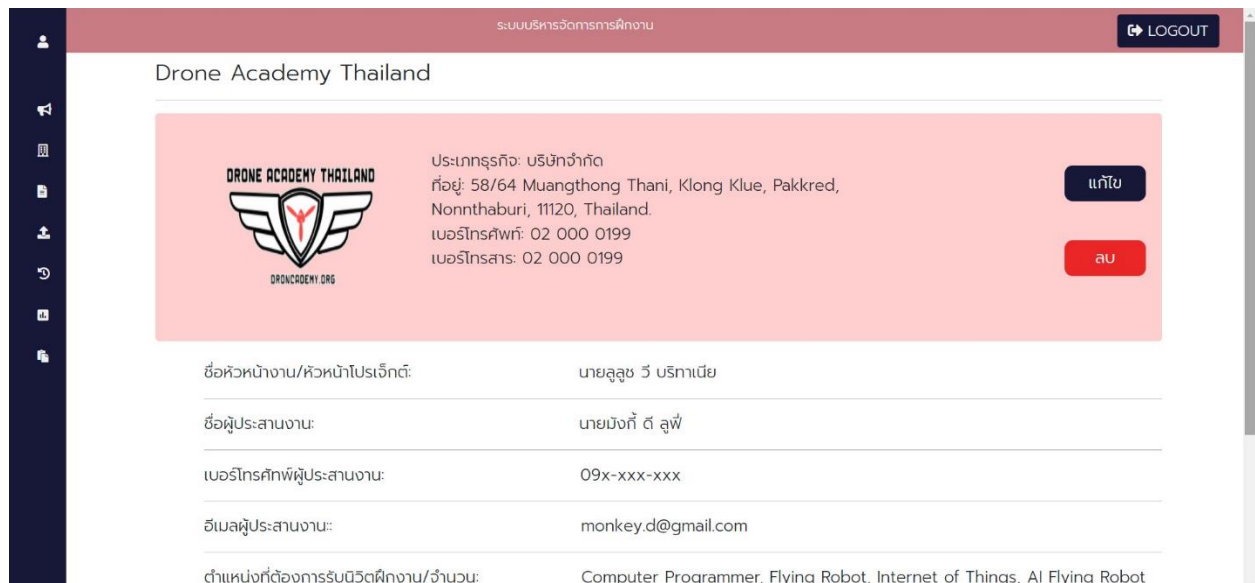 ระบบบริหารจัดการการฝึกงาน
LOGOUT
Drone Academy Thailand
DRONE ACADEMY THAILAND
DRONCADEMY.ORG
ประเภทธุรกิจ: บริษัทจำกัด
ที่อยู่: 58/64 Muangthong Thani, Klong Klue, Pakkred,
Nonnthaburi, 11120, Thailand.
เบอร์โทรศัพท์: 02 000 0199
เบอร์โทรสาร: 02 000 0199
แก้ไข
ลบ
ชื่อหัวหน้างาน/หัวหน้าโปรเจ็กต์: นายลูลูช วี บริทาเนีย
ชื่อผู้ประสานงาน: นายมังกี้ ดี ลูฟี่
เบอร์โทรศัทพ์ผู้ประสานงาน: 09x-xxx-xxx
อีเมลผู้ประสานงาน:: monkey.d@gmail.com
ตำแหน่งที่ต้องการรับนิวิตฝึกงาน/จำนวน: Computer Programmer, Flying Robot, Internet of Things, AI Flying Robot